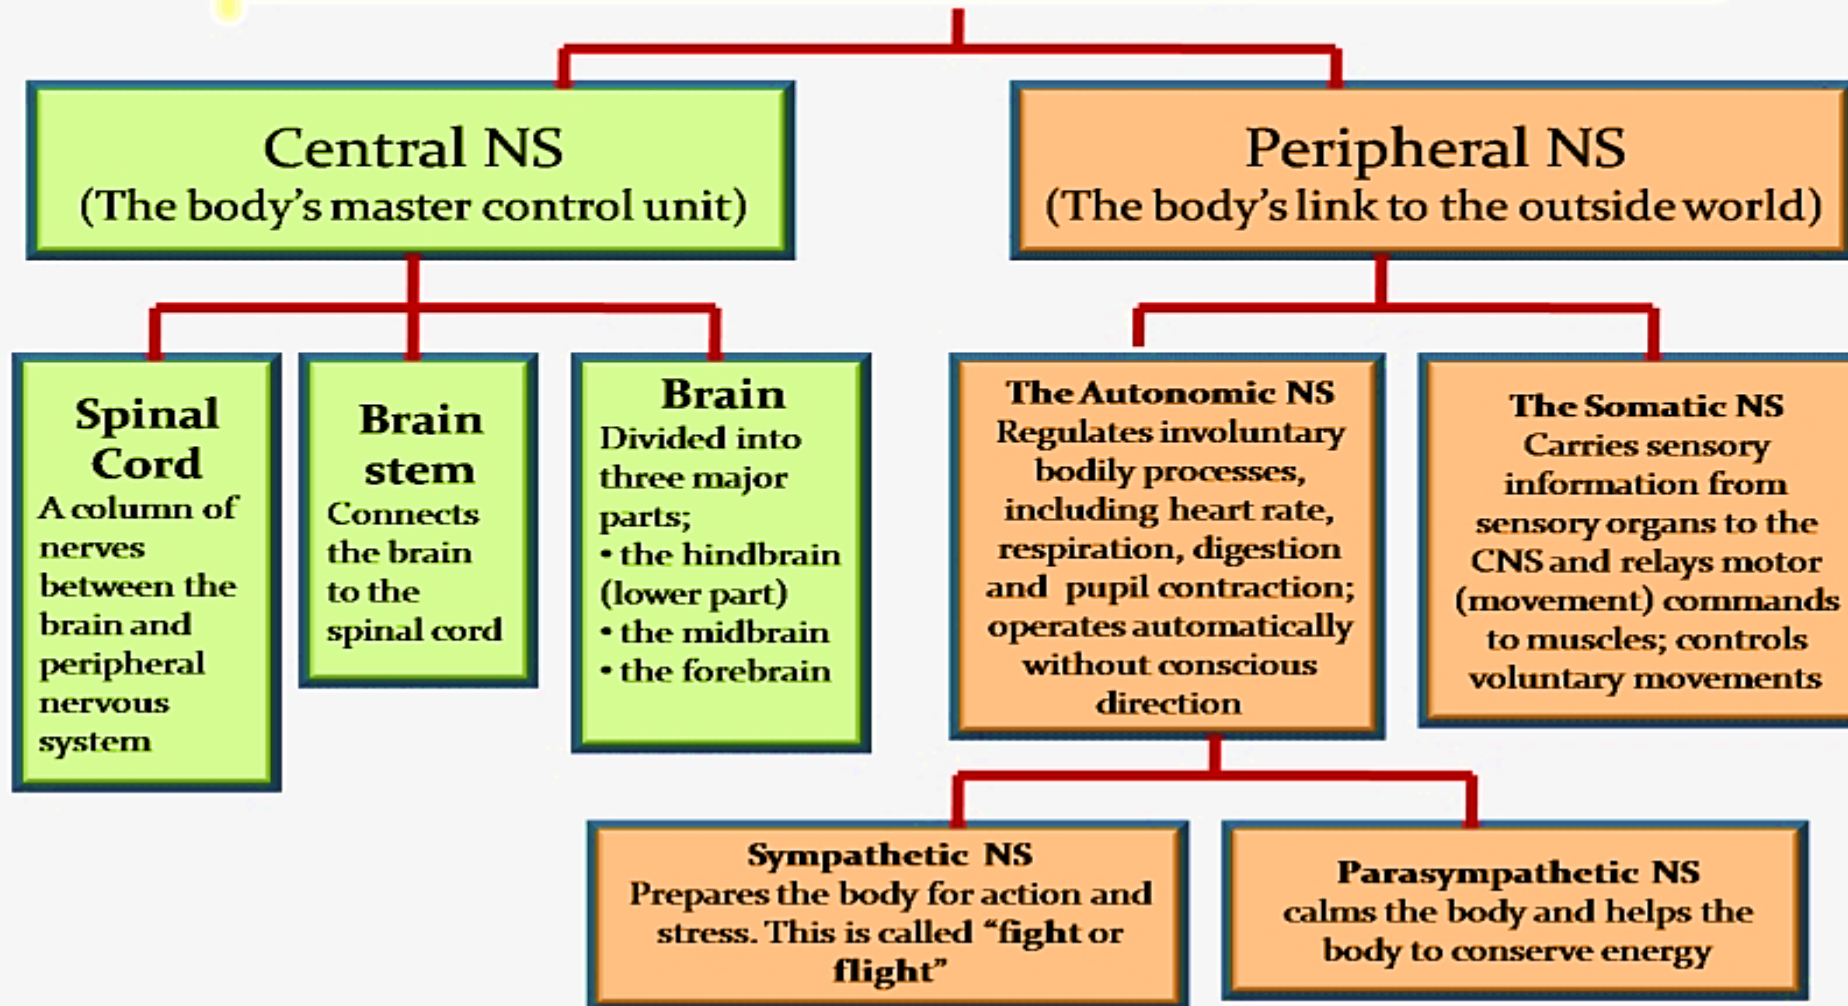 Central NS
(The body's master control unit)
Peripheral NS
(The body's link to the outside world)
Spinal
Cord
A column of
nerves
between the
brain and
peripheral
nervous
system
Brain
stem
Connects
the brain
to the
spinal cord
Brain
Divided into
three major
parts;
• the hindbrain
(lower part)
• the midbrain
• the forebrain
The Autonomic NS
Regulates involuntary
bodily processes,
including heart rate,
respiration, digestion
and pupil contraction;
operates automatically
without conscious
direction
The Somatic NS
Carries sensory
information from
sensory organs to the
CNS and relays motor
(movement) commands
to muscles; controls
voluntary movements
Sympathetic NS
Prepares the body for action and
stress. This is called “fight or
flight”
Parasympathetic NS
calms the body and helps the
body to conserve energy